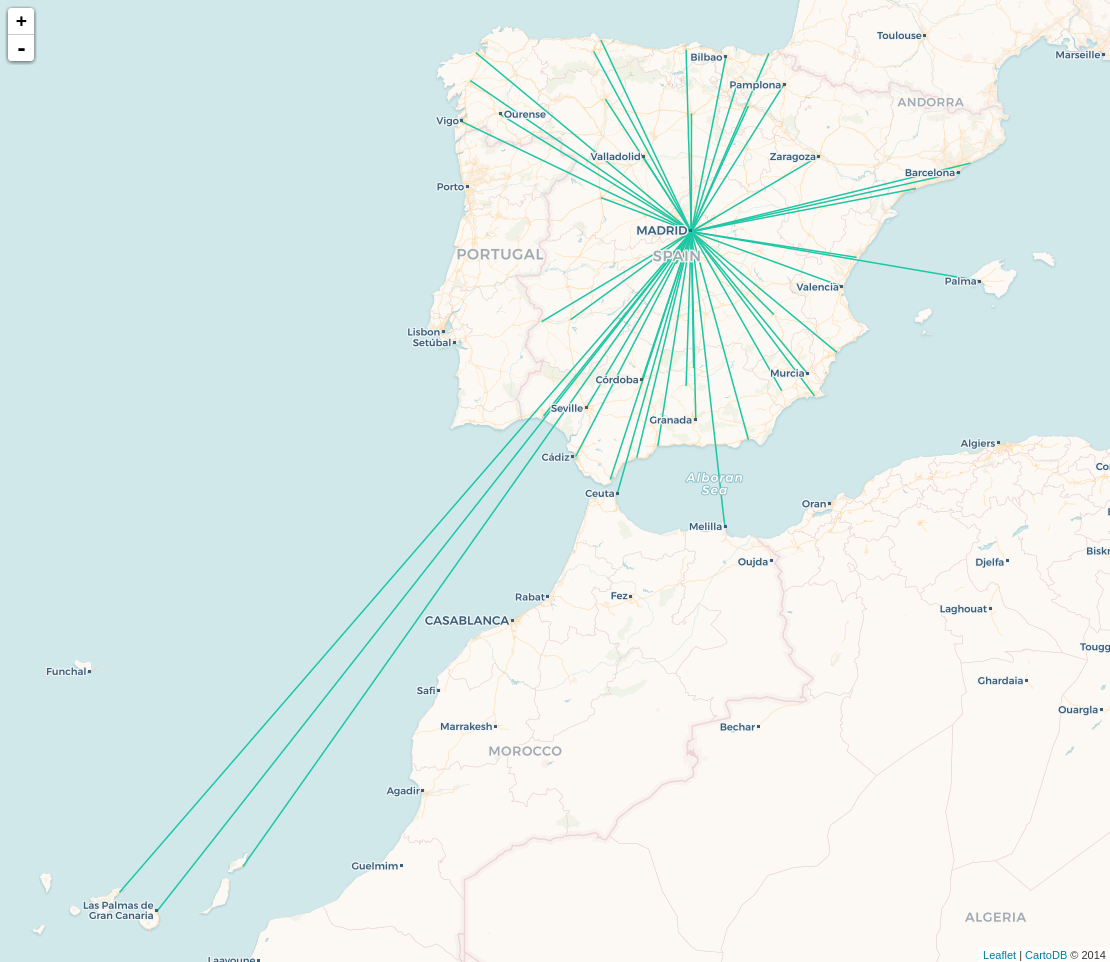 +
-
Toulouse
Marseille
Bilbao
Pamplona
ANDORRA
Vigo
Ourense
Valladolid
Zaragoza
Barcelona
Porto
MADRID
PORTUGAL
SPAIN
Valencia
Palma
Lisbon
Setúbal
Murcia
Córdoba
Seville
Granada
Algiers
Cádiz
Alboran
Sea
Ceuta
Oran
Melilla
Oujda
Djelfa
Rabat
Fez
Laghouat
CASABLANCA
Funchal
Safi
Ghardaia
Ouargla
Marrakesh
Bechar
MOROCCO
Agadir
Guelmim
Las Palmas de
Gran Canaria
ALGERIA
Leaflet | CartoDB © 2014